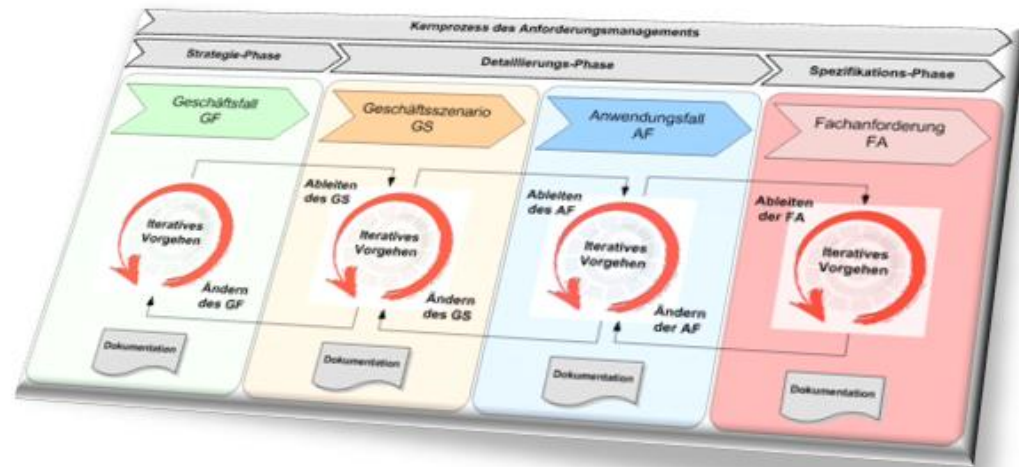 Kernprozess des Anforderungsmanagements
Strategie-Phase
Detaillierungs-Phase
Spezifikations-Phase
Geschäftsfall
GF
Geschäftsszenario
GS
Anwendungsfall
AF
Fachanforderung
FA
Iteratives
Vorgehen
Ändern
des GF
Dokumentation
Ableiten
des GS
Iteratives
Vorgehen
Ändern
des GS
Dokumentation
Ableiten
des AF
Iteratives
Vorgehen
Ändern
der AF
Dokumentation
Ableiten
der FA
Iteratives
Vorgehen
Dokumentation